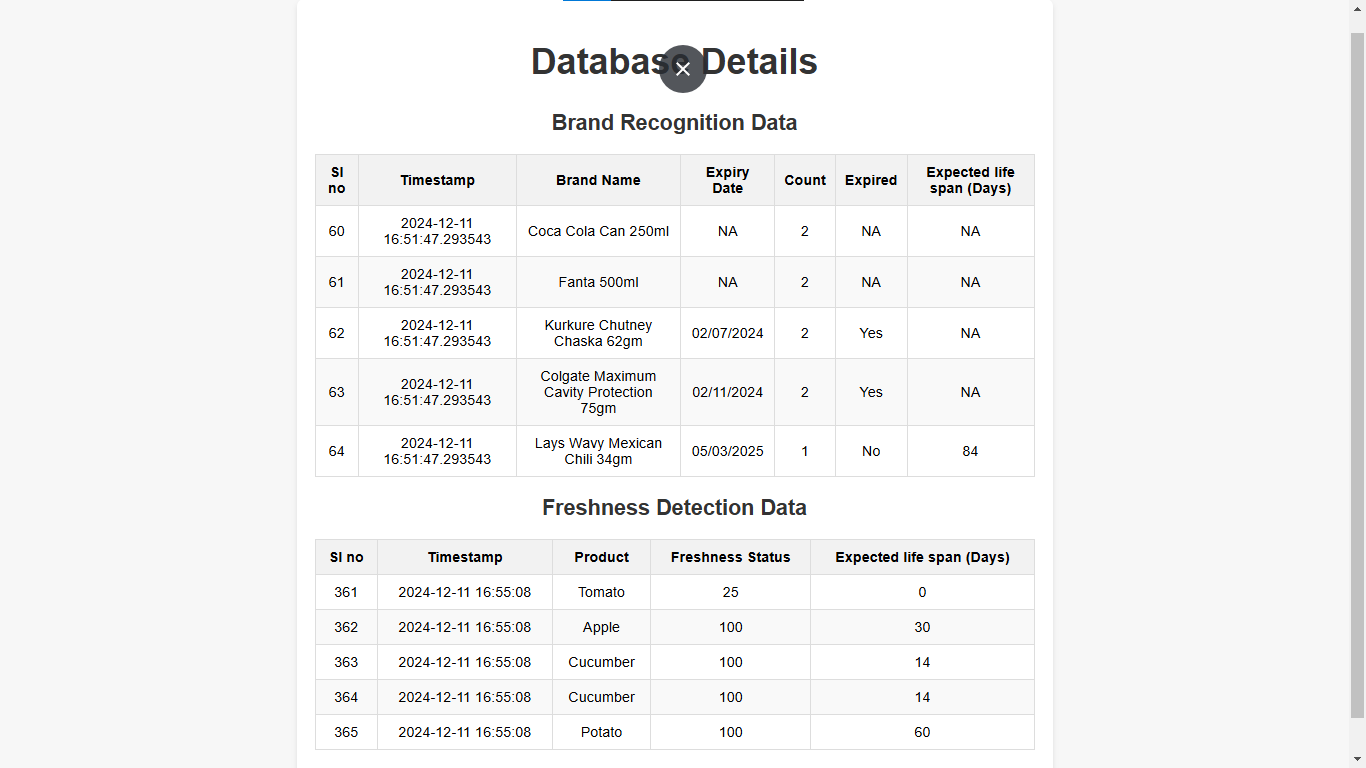 Database Details
Brand Recognition Data
Sl no Timestamp Brand Name Expiry Date Count Expired Expected life span (Days)
60 2024-12-11 16:51:47.293543 Coca Cola Can 250ml NA 2 NA NA
61 2024-12-11 16:51:47.293543 Fanta 500ml NA 2 NA NA
62 2024-12-11 16:51:47.293543 Kurkure Chutney Chaska 62gm 02/07/2024 2 Yes NA
63 2024-12-11 16:51:47.293543 Colgate Maximum Cavity Protection 75gm 02/11/2024 2 Yes NA
64 2024-12-11 16:51:47.293543 Lays Wavy Mexican Chili 34gm 05/03/2025 1 No 84
Freshness Detection Data
Sl no Timestamp Product Freshness Status Expected life span (Days)
361 2024-12-11 16:55:08 Tomato 25 0
362 2024-12-11 16:55:08 Apple 100 30
363 2024-12-11 16:55:08 Cucumber 100 14
364 2024-12-11 16:55:08 Cucumber 100 14
365 2024-12-11 16:55:08 Potato 100 60